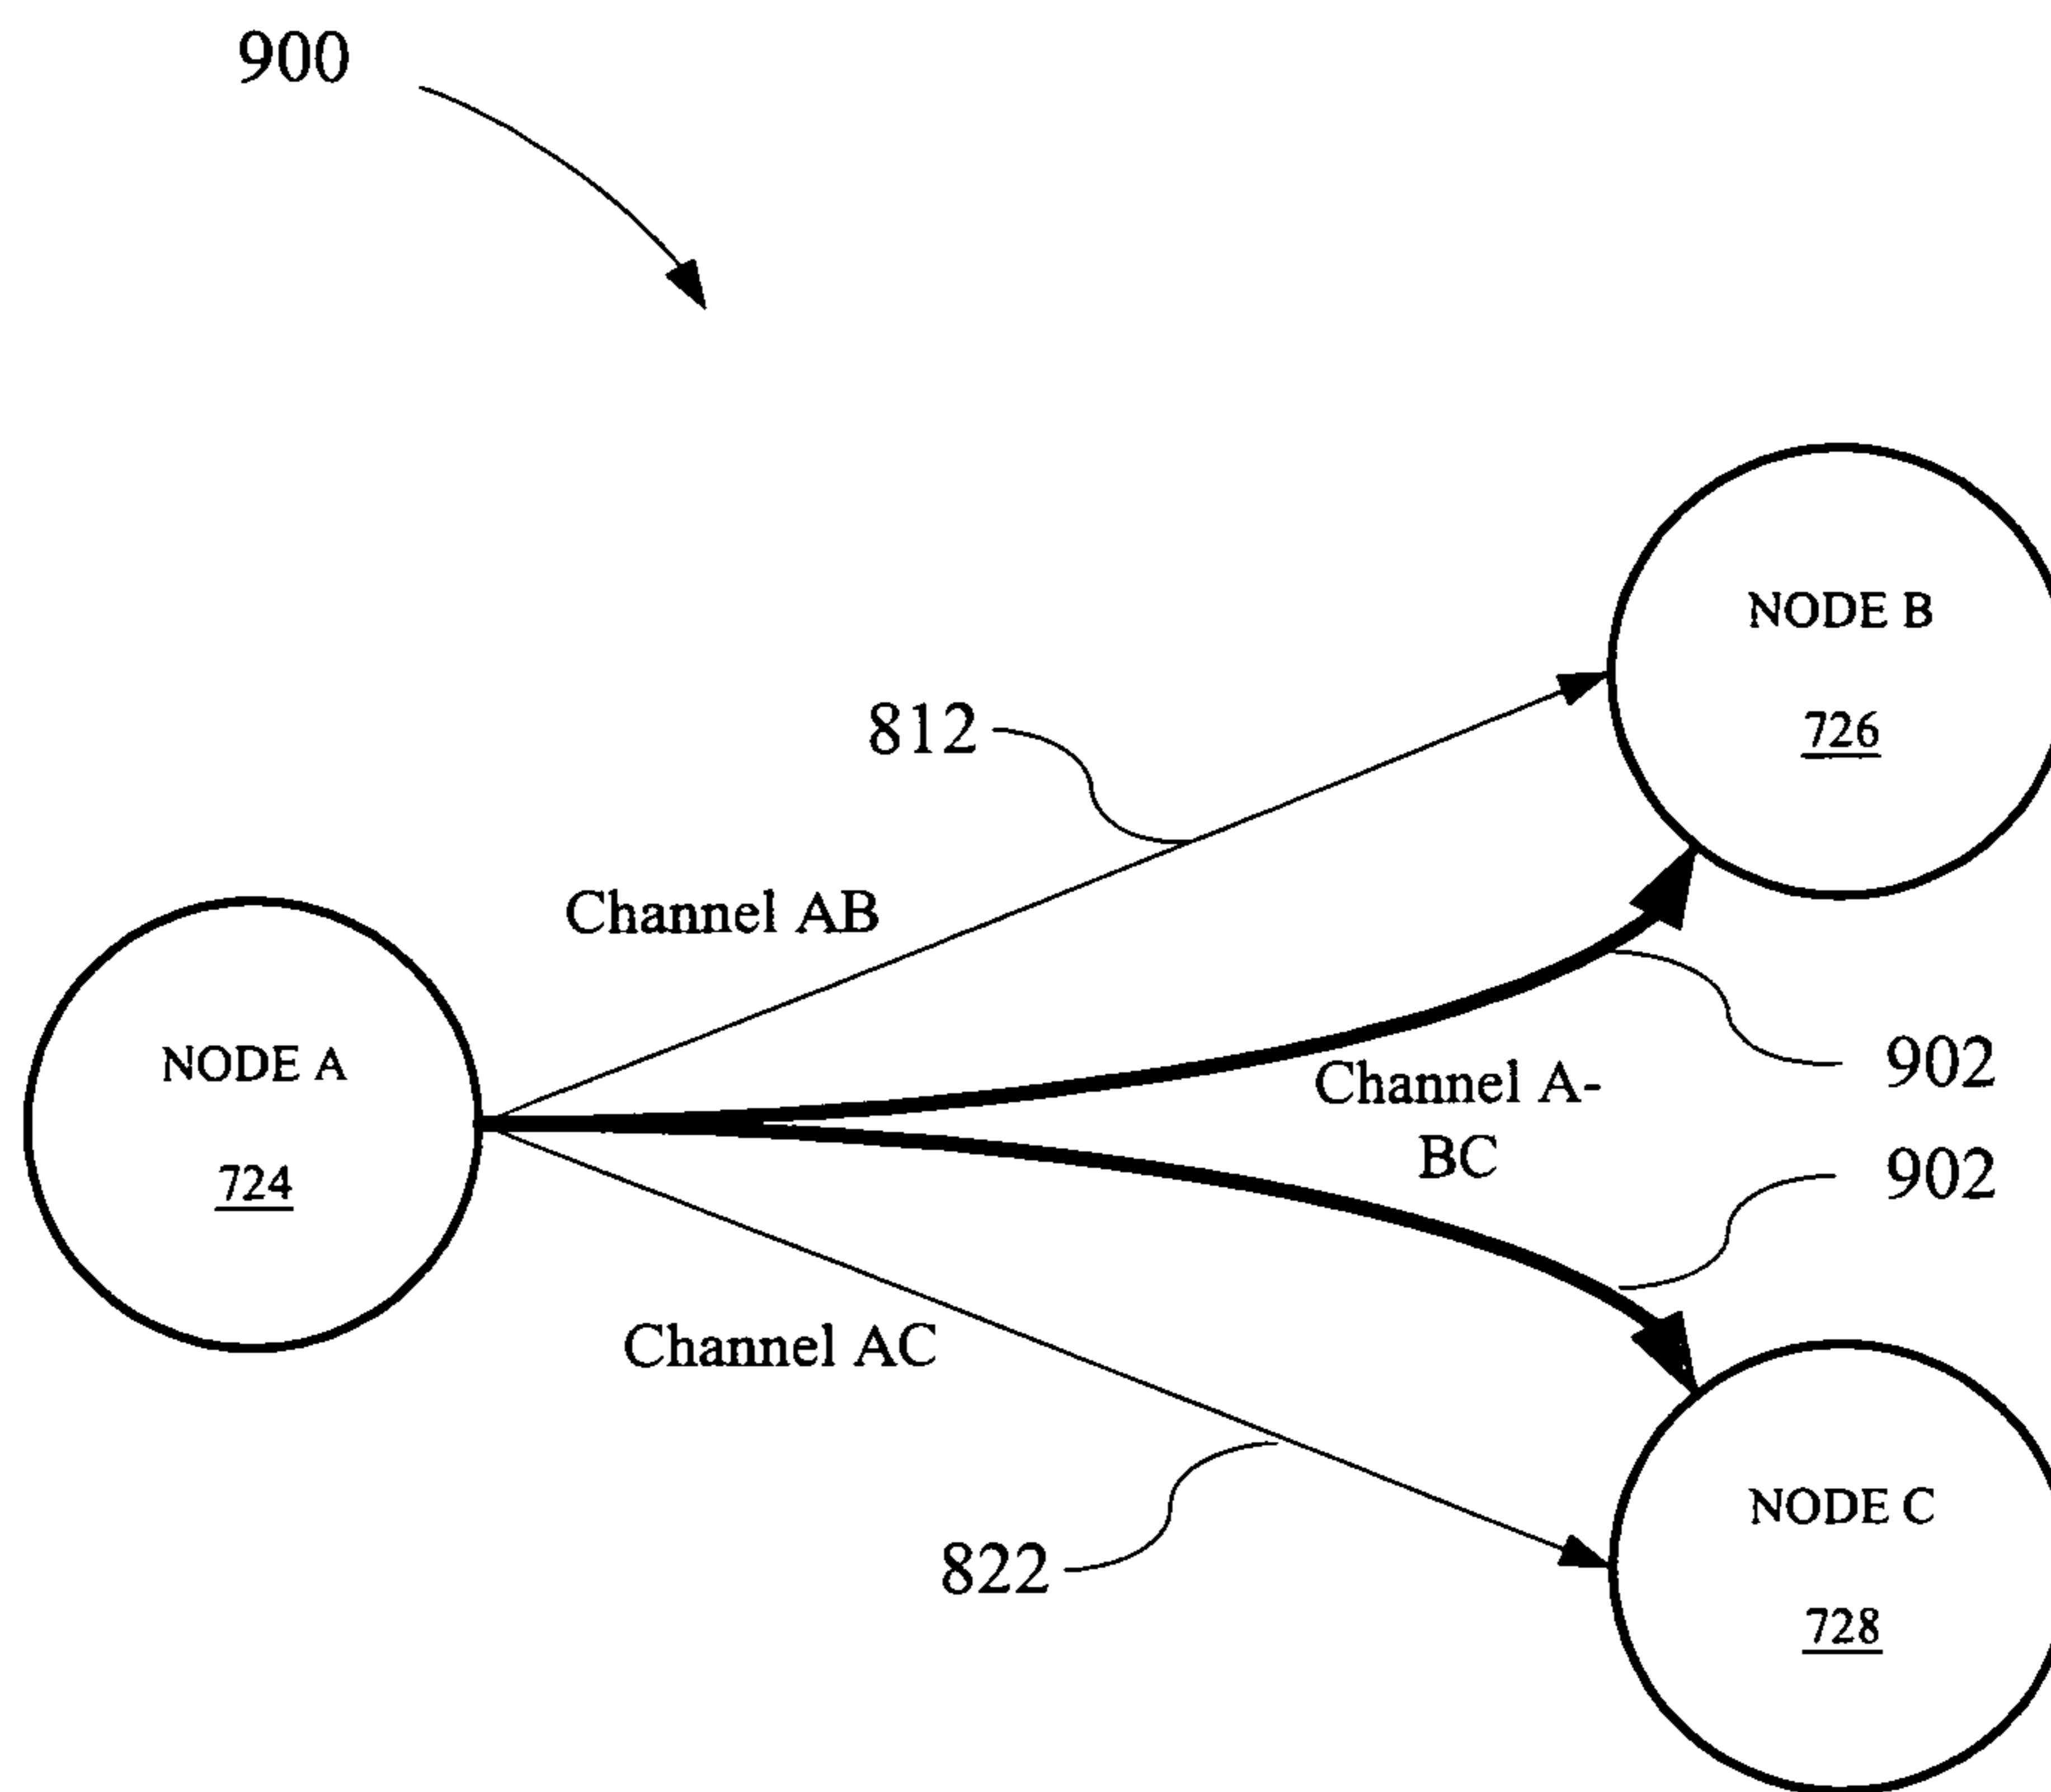 900
NODE B
726
812
Channel AB
NODE A
724
Channel A-
BC
902
902
Channel AC
822
NODE C
728